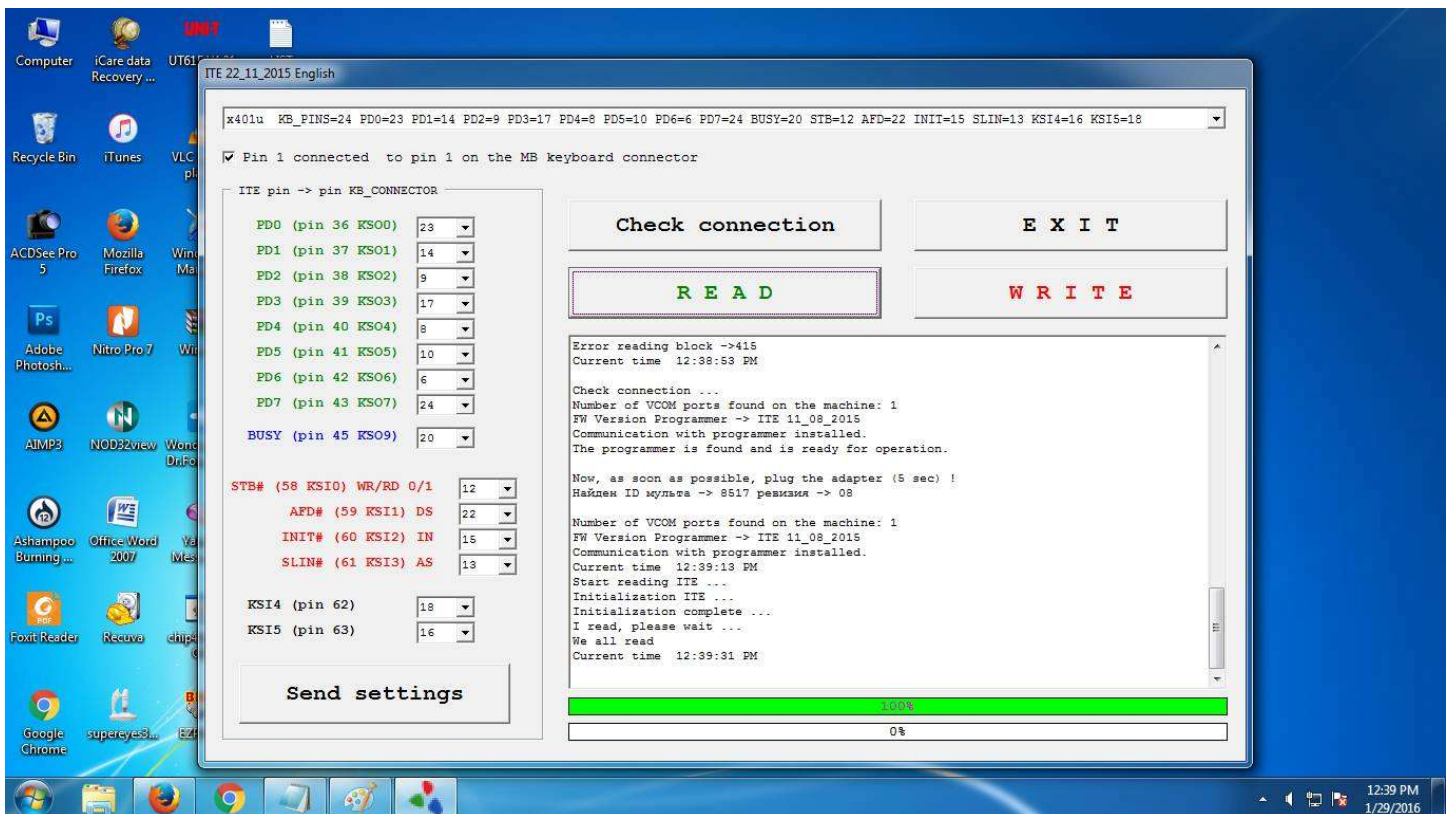 Computer
iCare data
Recovery ...
ITE 22_11_2015 English
Recycle Bin
iTunes
VLC
ACDSee Pro
5
Mozilla
Firefox
Ps
Adobe
Photosh...
Nitro Pro 7
AIMP3
NOD32view
Ashampoo
Burning ...
Office Word
2007
Foxit Reader
Recuva
Google
Chrome
supereyes3...
x401u KB_PINS=24 PD0=23 PD1=14 PD2=9 PD3=17 PD4=8 PD5=10 PD6=6 PD7=24 BUSY=20 STB=12 AFD=22 INIT=15 SLIN=13 KSI4=16 KSI5=18
Pin 1 connected to pin 1 on the MB keyboard connector
ITE pin -> pin KB_CONNECTOR
PD0 (pin 36 KSO0) 23
PD1 (pin 37 KSO1) 14
PD2 (pin 38 KSO2) 9
PD3 (pin 39 KSO3) 17
PD4 (pin 40 KSO4) 8
PD5 (pin 41 KSO5) 10
PD6 (pin 42 KSO6) 6
PD7 (pin 43 KSO7) 24
BUSY (pin 45 KSO9) 20
STB# (58 KSI0) WR/RD 0/1 12
AFD# (59 KSI1) DS 22
INIT# (60 KSI2) IN 15
SLIN# (61 KSI3) AS 13
KSI4 (pin 62) 18
KSI5 (pin 63) 16
Send settings
Check connection
E X I T
R E A D
W R I T E
Error reading block ->415
Current time 12:38:53 PM
Check connection ...
Number of VCOM ports found on the machine: 1
FW Version Programmer -> ITE 11_08_2015
Communication with programmer installed.
The programmer is found and is ready for operation.
Now, as soon as possible, plug the adapter (5 sec) !
Найден ID мульта -> 8517 ревизия -> 08
Number of VCOM ports found on the machine: 1
FW Version Programmer -> ITE 11_08_2015
Communication with programmer installed.
Current time 12:39:13 PM
Start reading ITE ...
Initialization ITE ...
Initialization complete ...
I read, please wait ...
We all read
Current time 12:39:31 PM
100%
0%
12:39 PM
1/29/2016